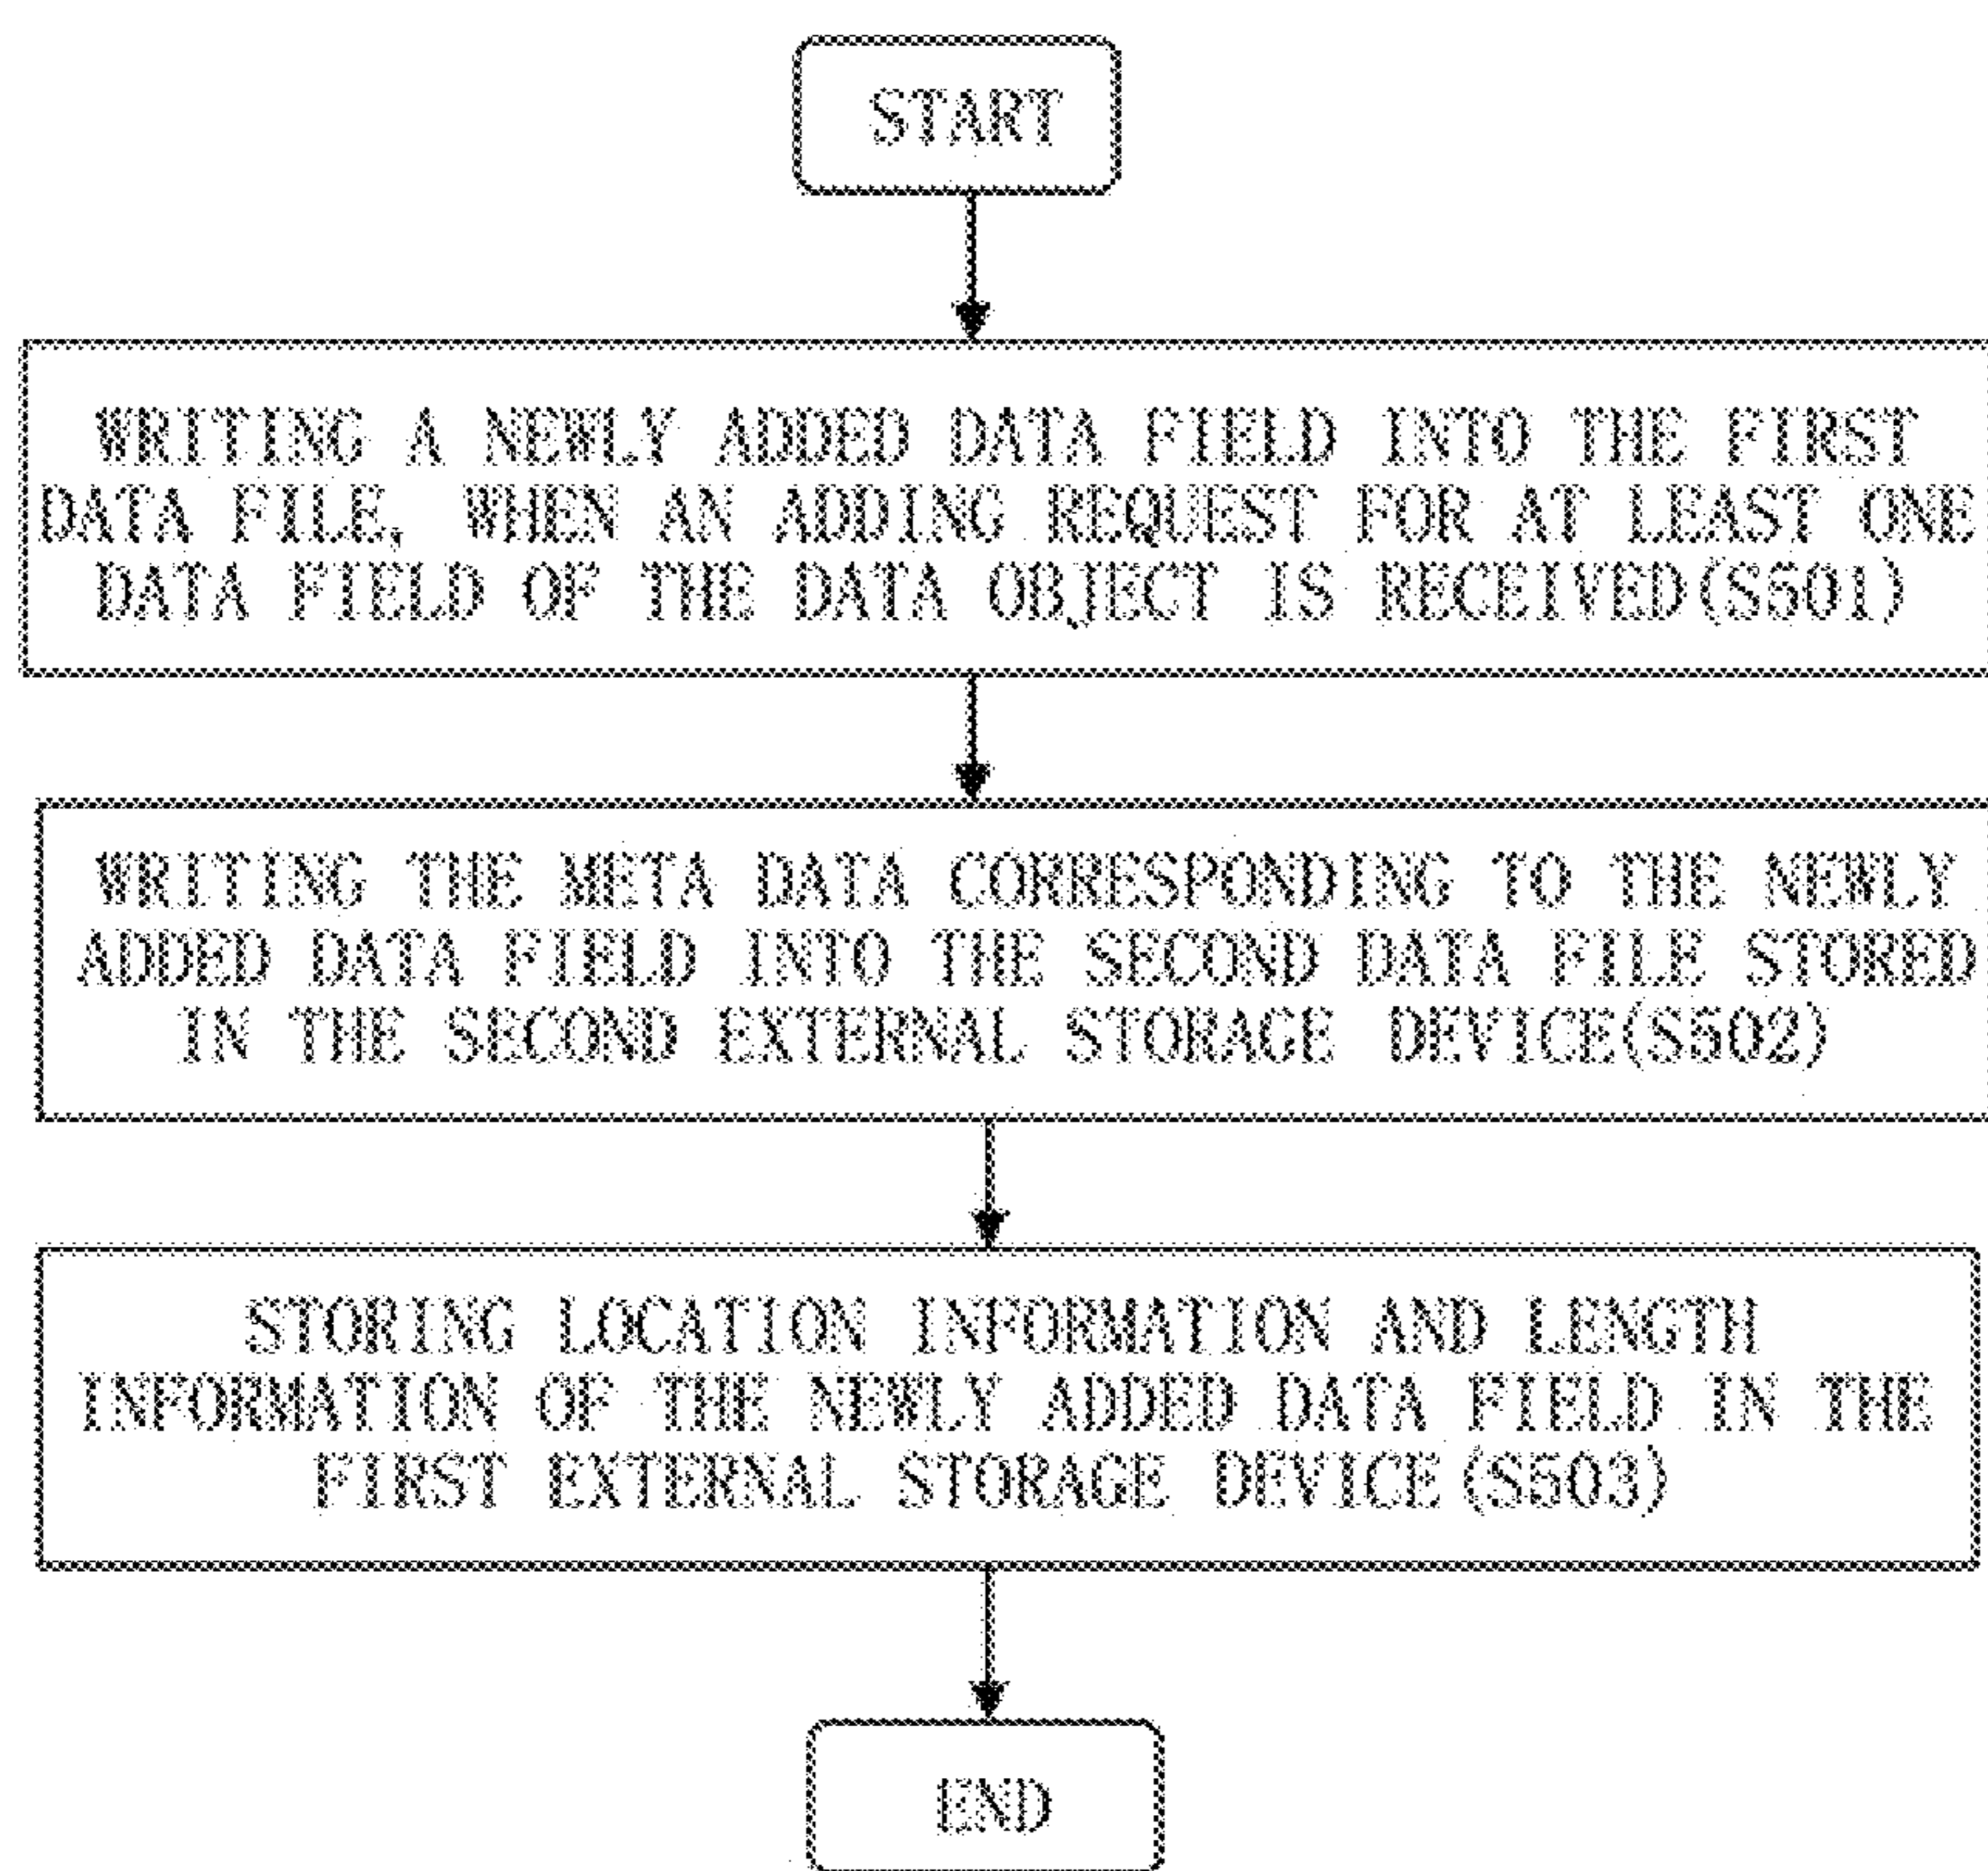 START
WRITING A NEWLY ADDED DATA FIELD INTO THE FIRST
DATA FILE, WHEN AN ADDING REQUEST FOR AT LEAST ONE
DATA FIELD OF THE DATA OBJECT IS RECEIVED(S501)
WRITING THE META DATA CORRESPONDING TO THE NEWLY
ADDED DATA FIELD INTO THE SECOND DATA FILE STORED
IN THE SECOND EXTERNAL STORAGE DEVICE(S502)
STORING LOCATION INFORMATION AND LENGTH
INFORMATION OF THE NEWLY ADDED DATA FIELD IN THE
FIRST EXTERNAL STORAGE DEVICE(S503)
END